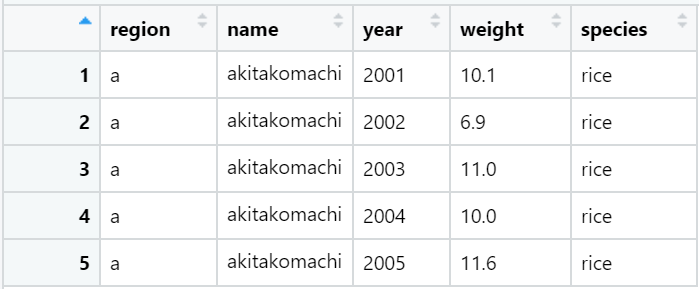 region name year weight species
1 a akitakomachi 2001 10.1 rice
2 a akitakomachi 2002 6.9 rice
3 a akitakomachi 2003 11.0 rice
4 a akitakomachi 2004 10.0 rice
5 a akitakomachi 2005 11.6 rice